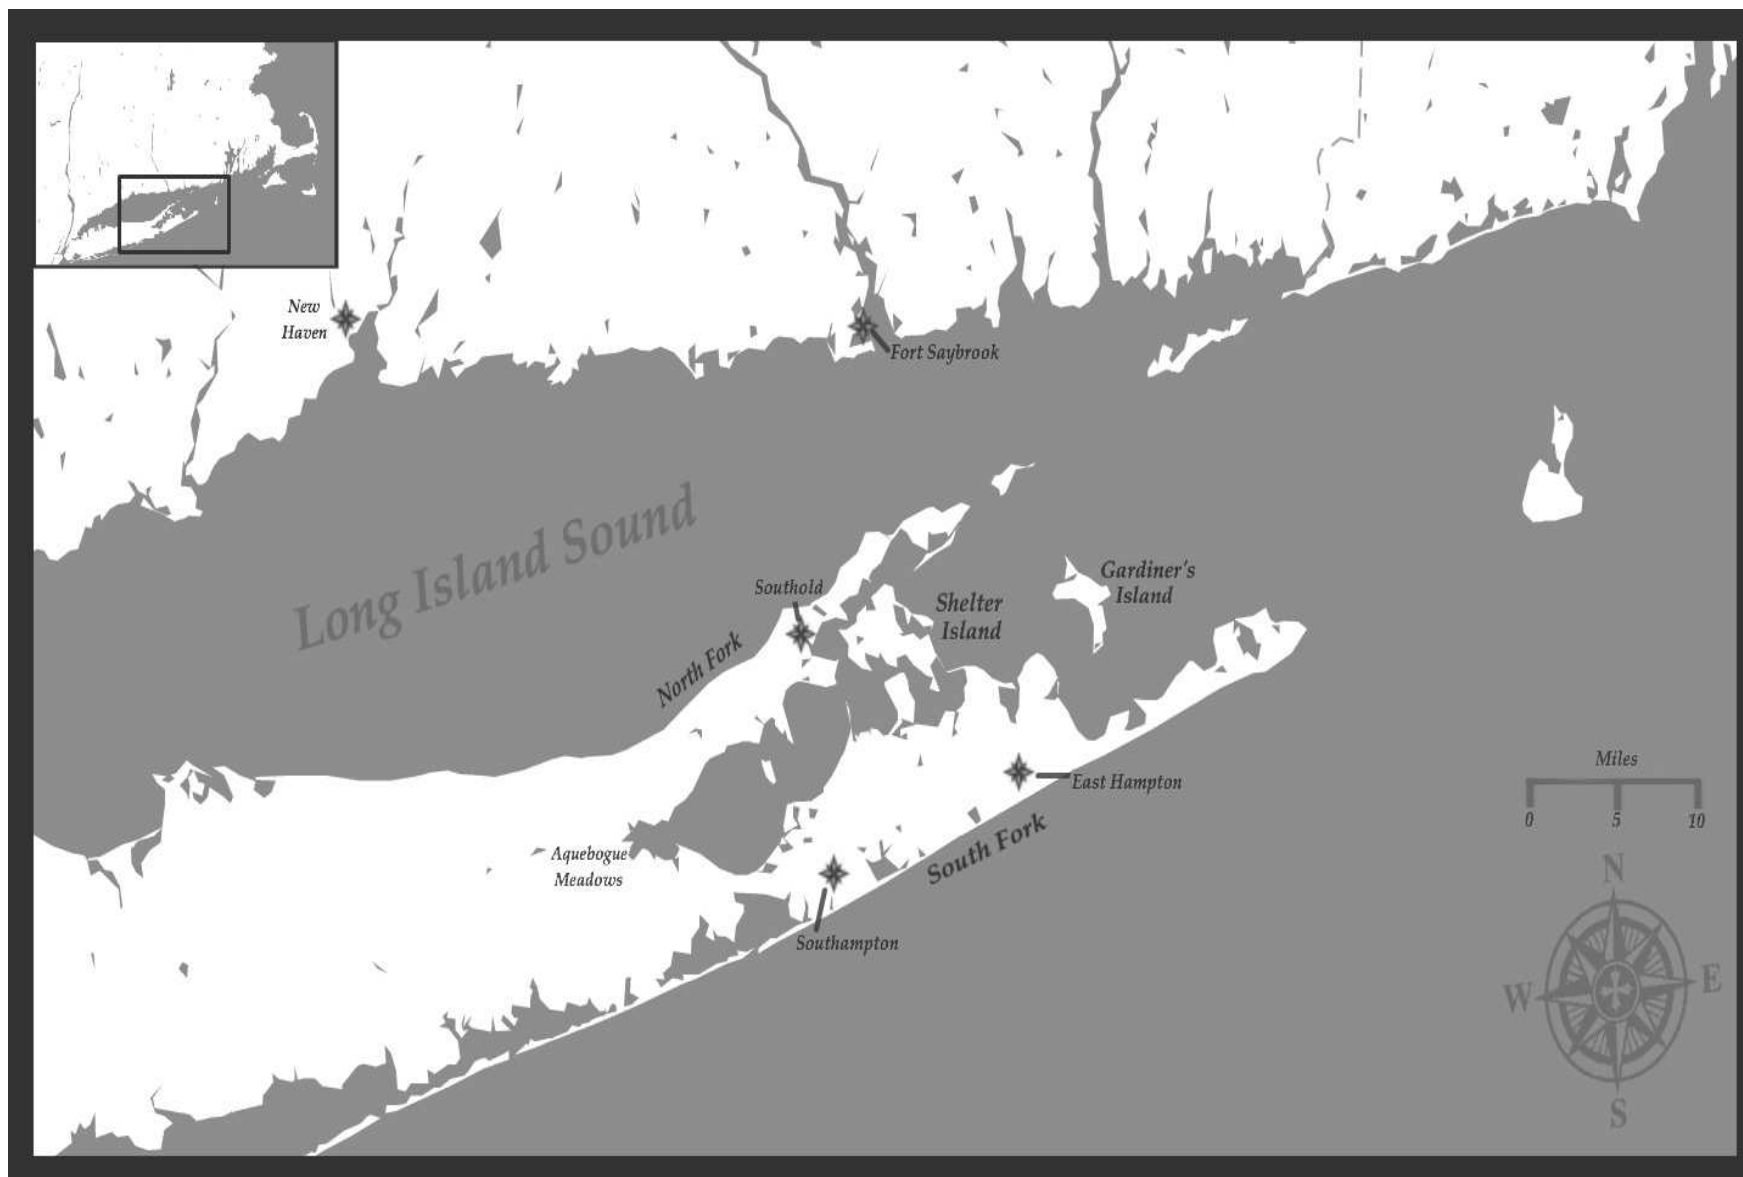 New
Haven
Fort Saybrook
Long Island Sound
Gardiner's
Island
Southold
Shelter
Island
North Fork
Miles
0 5 10
East Hampton
South Fork
Aquebogue
Meadows
Southampton
N
W E
S